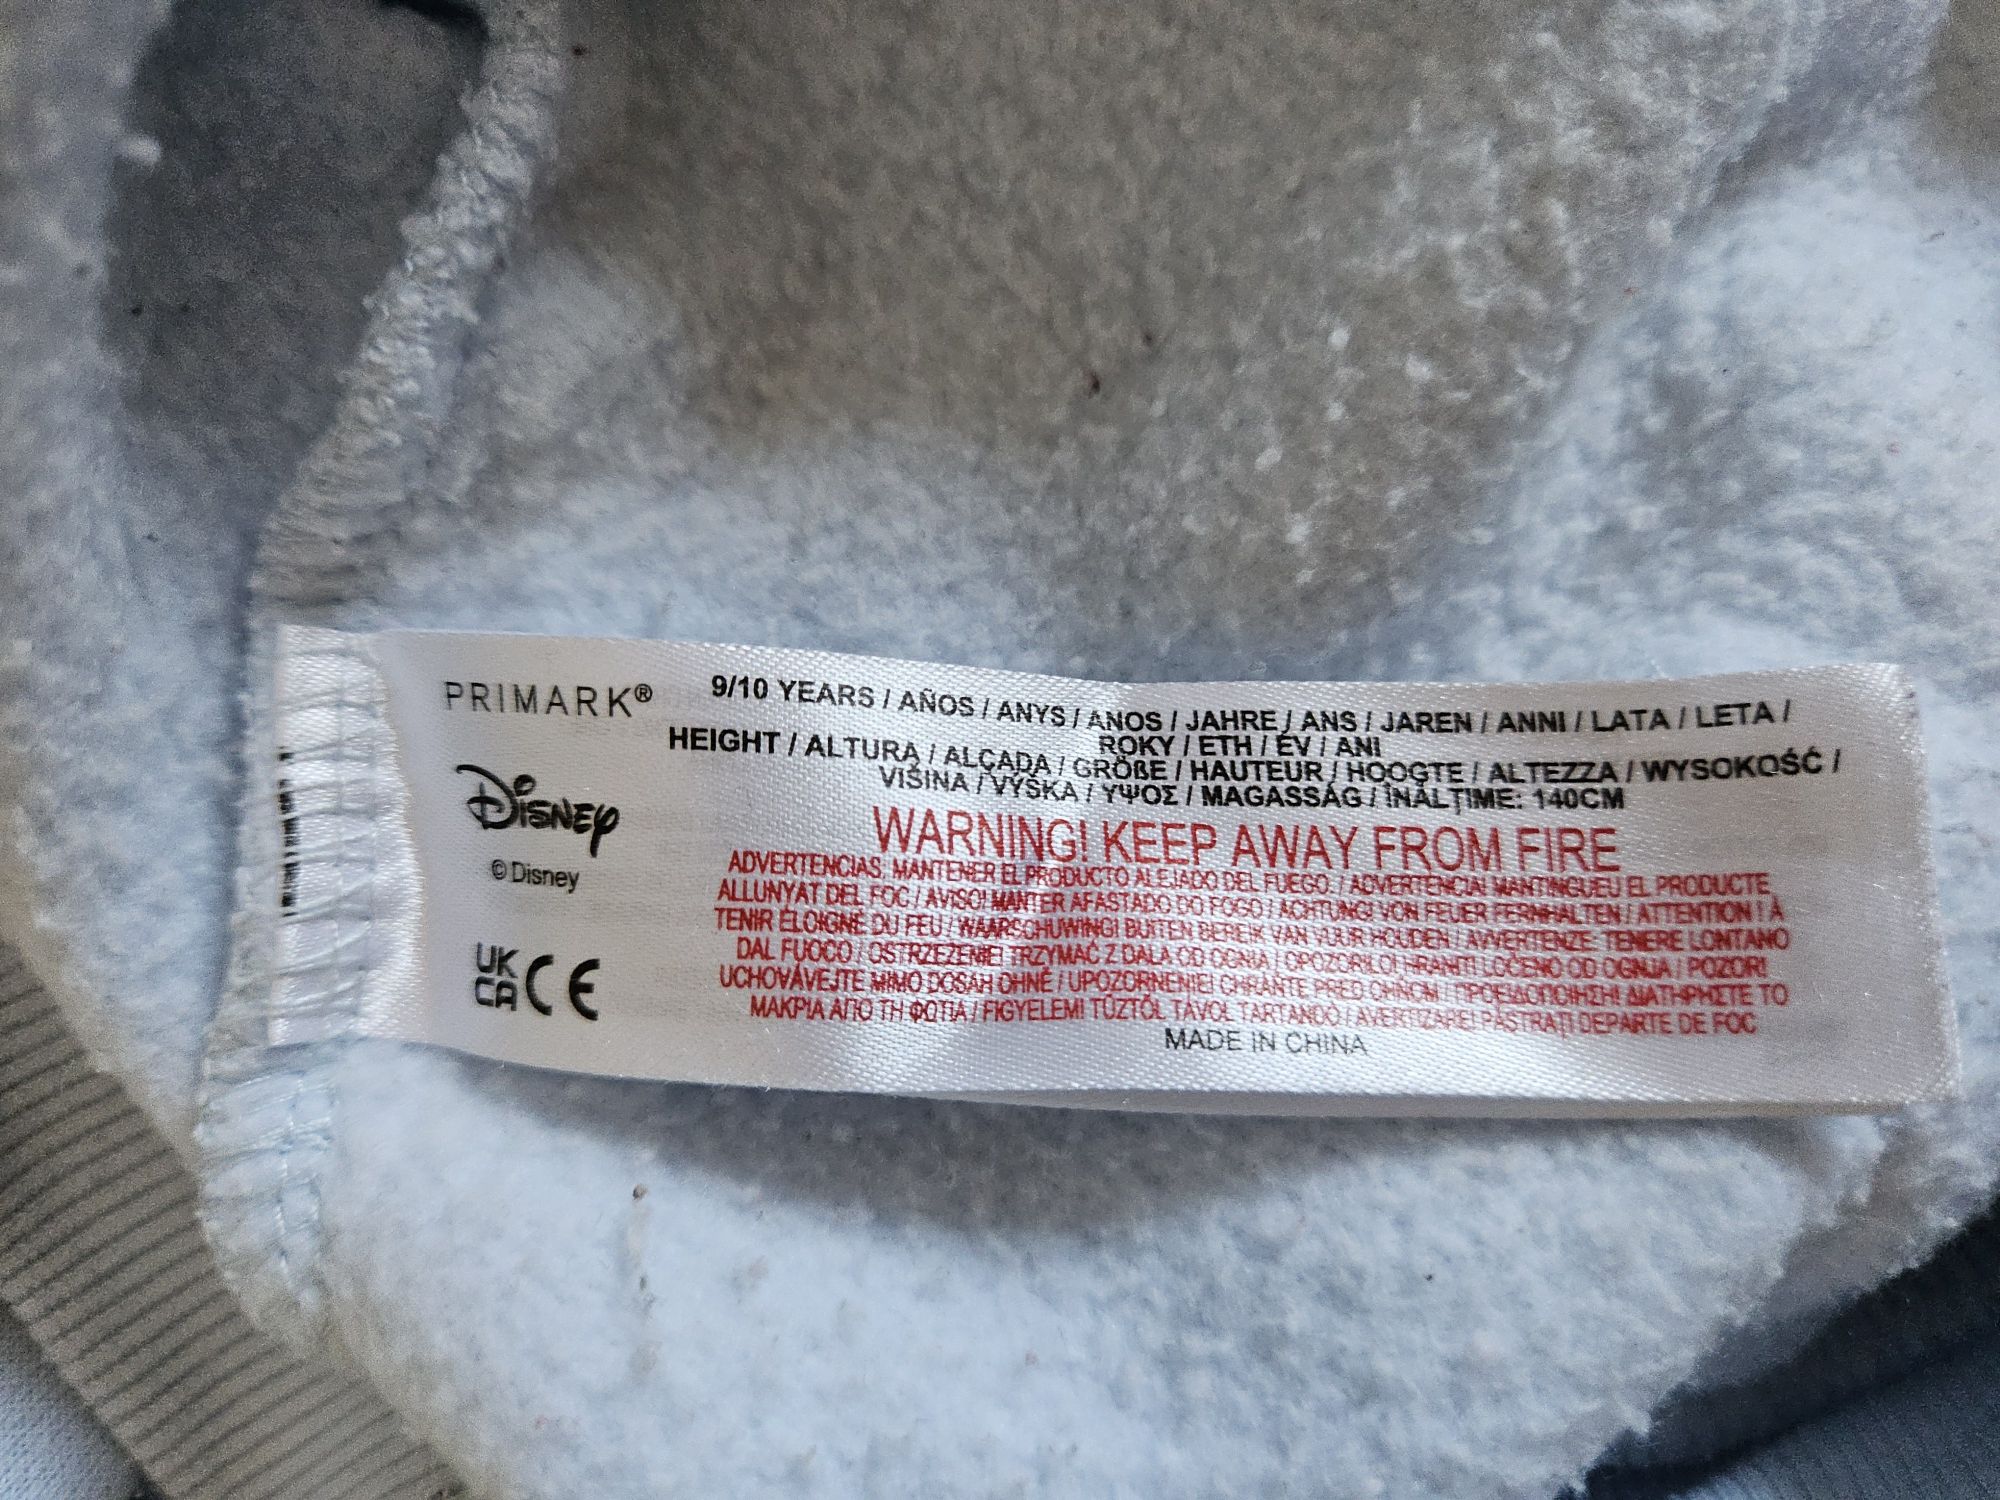 PRIMARK®
9/10 YEARS / AÑOS / ANYS / ANOS / JAHRE / ANS / JAREN / ANNI / LATA / LETA /
ROKY / ETH / ÉV / ANI
HEIGHT / ALTURA / ALÇADA / GRÖßE / HAUTEUR / HOOGTE / ALTEZZA / WYSOKOŚĆ /
VIŠINA / VÝŠKA / ΥΨΟΣ / MAGASSÁG / ÎNĂLȚIME: 140CM
WARNING! KEEP AWAY FROM FIRE
ADVERTENCIAS: MANTENER EL PRODUCTO ALEJADO DEL FUEGO. / ADVERTENCIA! MANTINGUEU EL PRODUCTE
ALLUNYAT DEL FOC / AVISO! MANTER AFASTADO DO FOGO / ACHTUNG! VON FEUER FERNHALTEN / ATTENTION ! À
TENIR ÉLOIGNÉ DU FEU / WAARSCHUWING! BUITEN BEREIK VAN VUUR HOUDEN / AVVERTENZE: TENERE LONTANO
DAL FUOCO / OSTRZEŻENIE! TRZYMAĆ Z DALA OD OGNIA / OPOZORILO! HRANITI LOČENO OD OGNJA / POZOR!
UCHOVÁVEJTE MIMO DOSAH OHNĚ / UPOZORNENIE! CHRÁŇTE PRED OHŇOM / ΠΡΟΕΙΔΟΠΟΙΗΣΗ! ΔΙΑΤΗΡΗΣΤΕ ΤΟ
ΜΑΚΡΙΑ ΑΠΟ ΤΗ ΦΩΤΙΑ / FIGYELEM! TŰZTŐL TÁVOL TARTANDÓ / AVERTIZARE! PĂSTRAȚI DEPARTE DE FOC
MADE IN CHINA
Disney
© Disney
UK
CA CE